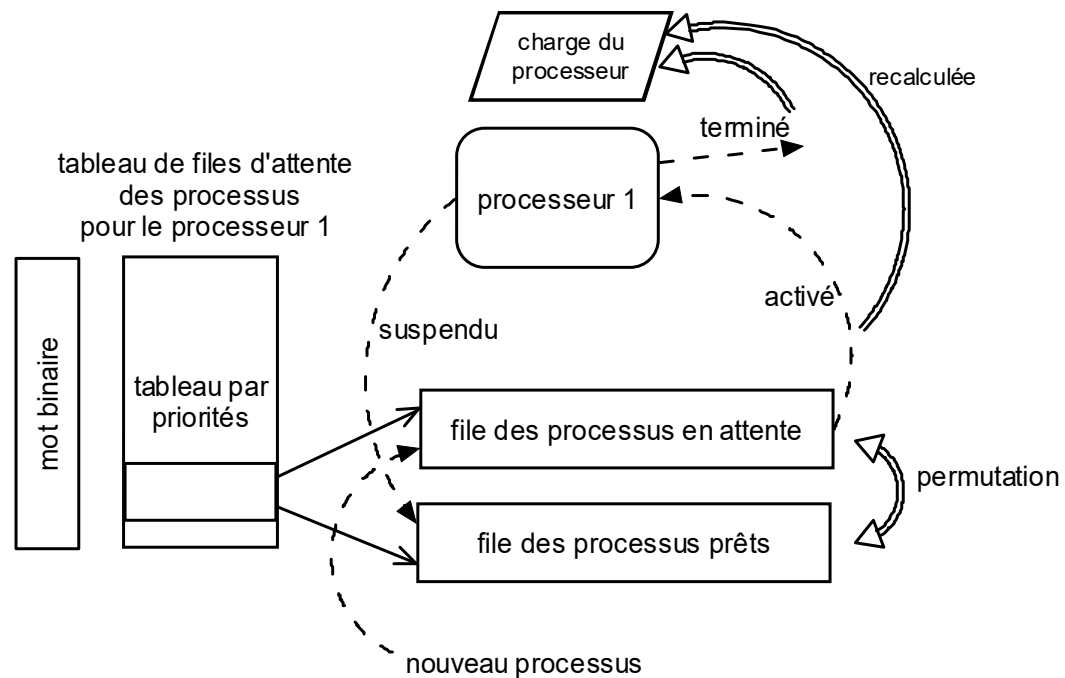 charge du
processeur
recalculée
terminé
tableau de files d'attente
des processus
pour le processeur 1
processeur 1
activé
suspendu
mot binaire
tableau par
priorités
file des processus en attente
permutation
file des processus prêts
nouveau processus